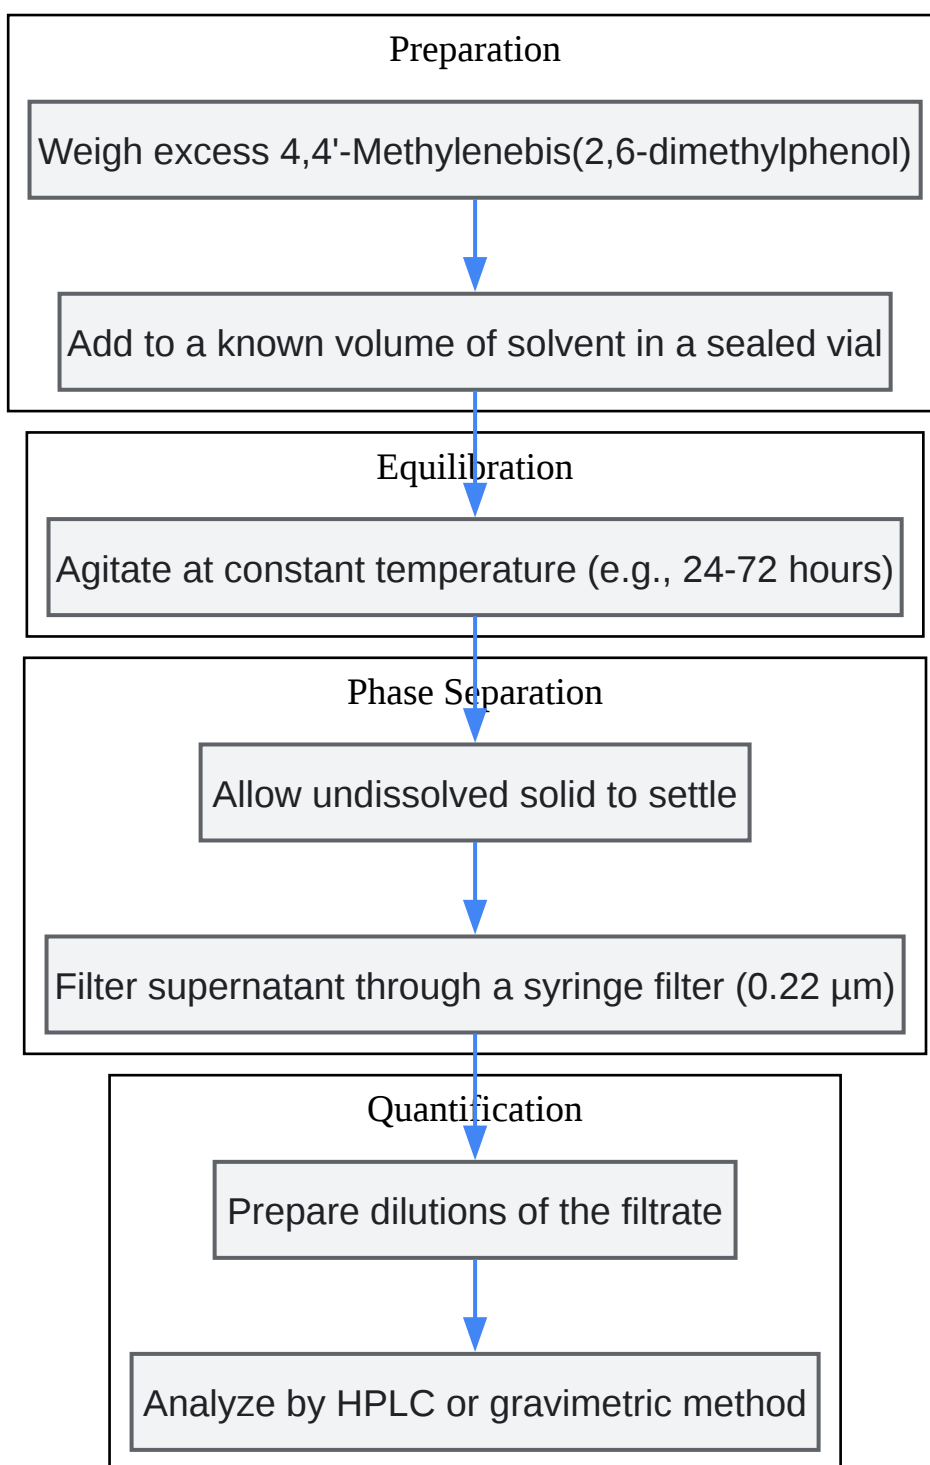 Preparation
Weigh excess 4,4'-Methylenebis(2,6-dimethylphenol)
Add to a known volume of solvent in a sealed vial
Equilibration
Agitate at constant temperature (e.g., 24-72 hours)
Phase Separation
Allow undissolved solid to settle
Filter supernatant through a syringe filter (0.22 µm)
Quantification
Prepare dilutions of the filtrate
Analyze by HPLC or gravimetric method